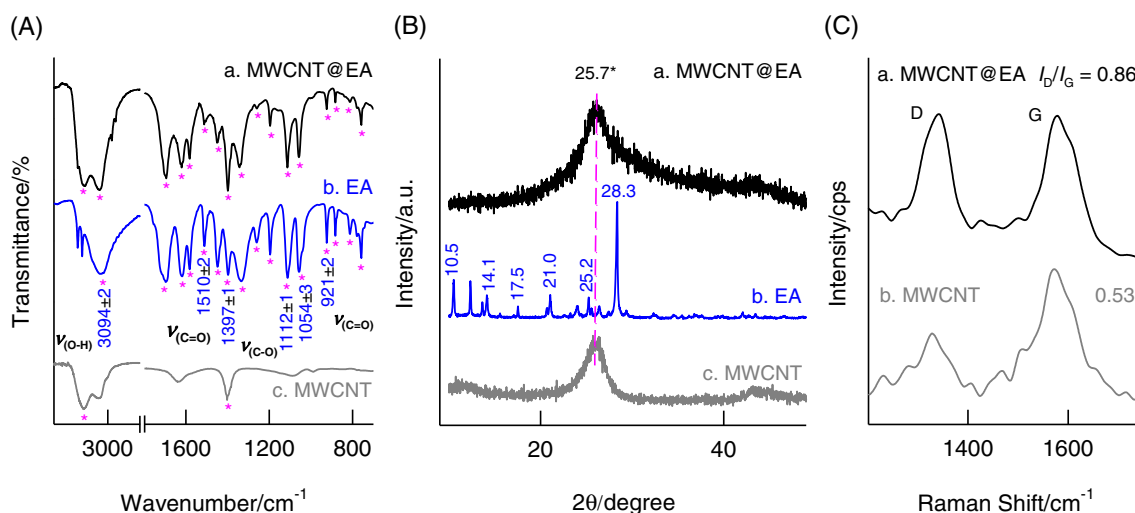 (A)
a. MWCNT@EA
b. EA
3094±2
1510±2
1397±1
1112±1
1054±3
921±2
ν(O-H)
ν(C=O)
ν(C-O)
ν(C=O)
c. MWCNT
* * * * * * * * * * * * * * * *
Transmittance/%
3000 1600 1200 800
Wavenumber/cm-1
(B)
25.7*
a. MWCNT@EA
28.3
10.5
14.1
17.5
21.0
25.2
b. EA
c. MWCNT
Intensity/a.u.
20 40
2θ/degree
(C)
a. MWCNT@EA ID/IG = 0.86
D
G
b. MWCNT 0.53
Intensity/cps
1400 1600
Raman Shift/cm-1